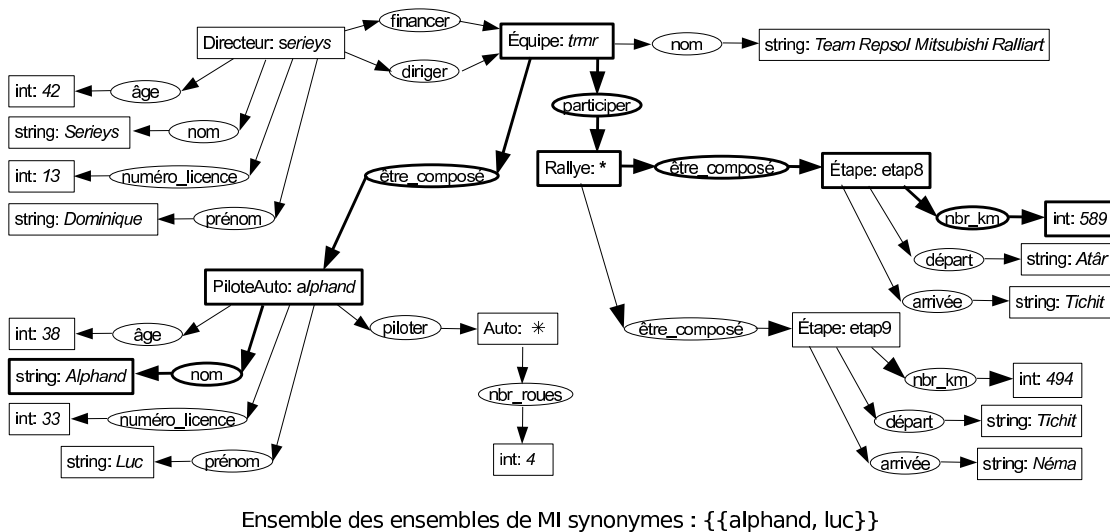 financer
Directeur: serieys
Équipe: trmr
nom
string: Team Repsol Mitsubishi Ralliart
diriger
int: 42
âge
participer
string: Serieys
nom
int: 13
numéro_licence
être_composé
Rallye: *
être_composé
Étape: etap8
string: Dominique
prénom
nbr_km
int: 589
départ
string: Atâr
PiloteAuto: alphand
arrivée
string: Tichit
int: 38
âge
piloter
Auto: *
être_composé
Étape: etap9
string: Alphand
nom
nbr_km
int: 494
nbr_roues
int: 33
numéro_licence
départ
string: Tichit
string: Luc
prénom
int: 4
arrivée
string: Néma
Ensemble des ensembles de MI synonymes : {{alphand, luc}}